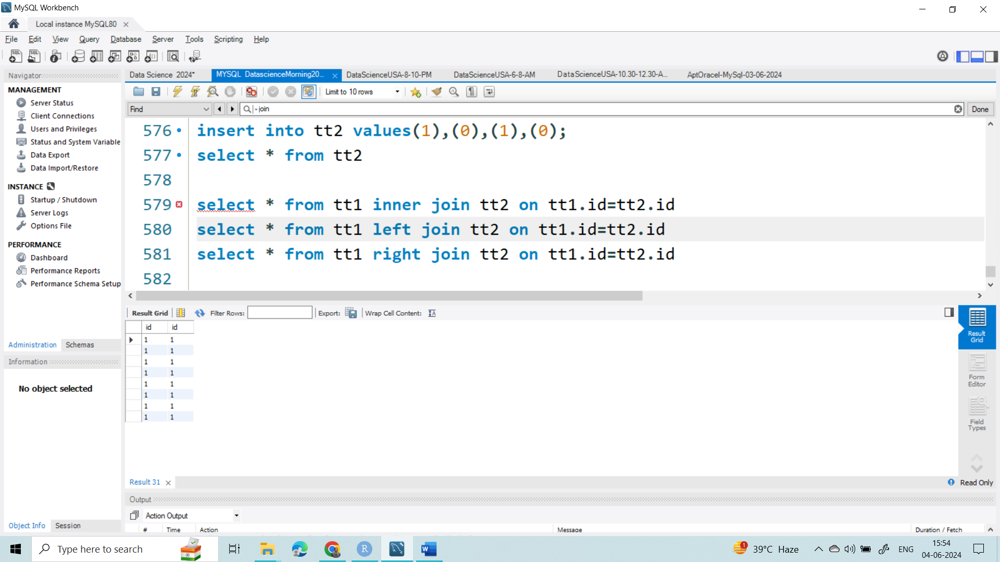 MySQL Workbench
Local instance MySQL80
File Edit View Query Database Server Tools Scripting Help
Navigator
MANAGEMENT
Server Status
Client Connections
Users and Privileges
Status and System Variable
Data Export
Data Import/Restore
INSTANCE
Startup / Shutdown
Server Logs
Options File
PERFORMANCE
Dashboard
Performance Reports
Performance Schema Setup
Administration Schemas
Information
No object selected
Object Info Session
Data Science 2024* MYSQL DatascienceMorning20... DataScienceUSA-8-10-PM DataScienceUSA-6-8-AM DataScienceUSA-10.30-12.30-A... AptOracel-MySql-03-06-2024
Limit to 10 rows
Find join Done
576 insert into tt2 values(1),(0),(1),(0);
577 select * from tt2
578
579 select * from tt1 inner join tt2 on tt1.id=tt2.id
580 select * from tt1 left join tt2 on tt1.id=tt2.id
581 select * from tt1 right join tt2 on tt1.id=tt2.id
582
Result Grid Filter Rows: Export: Wrap Cell Content:
id id
1 1
1 1
1 1
1 1
1 1
1 1
1 1
1 1
Result
Grid
Form
Editor
Field
Types
Result 31 Read Only
Output
Action Output
# Time Action Message Duration / Fetch
Type here to search
1
39°C Haze
ENG
15:54
04-06-2024